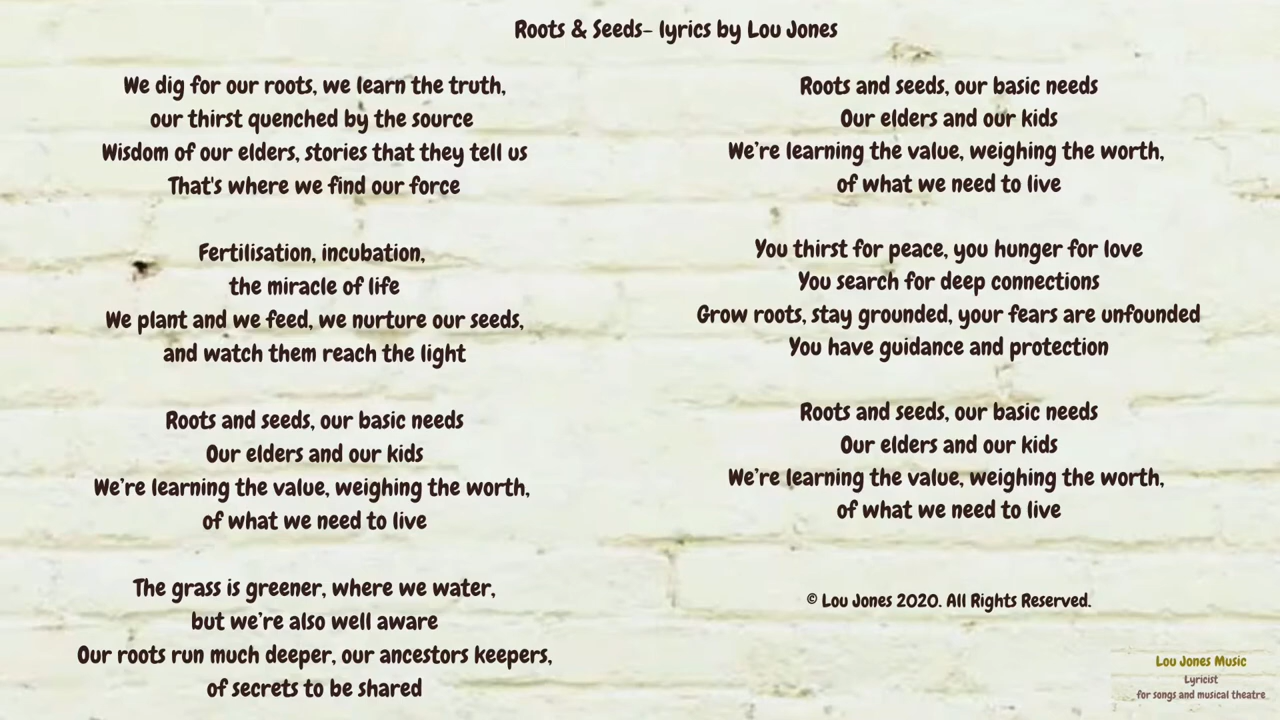 Roots & Seeds- lyrics by Lou Jones
We dig for our roots, we learn the truth,
our thirst quenched by the source
Wisdom of our elders, stories that they tell us
That's where we find our force
Fertilisation, incubation,
the miracle of life
We plant and we feed, we nurture our seeds,
and watch them reach the light
Roots and seeds, our basic needs
Our elders and our kids
We're learning the value, weighing the worth,
of what we need to live
The grass is greener, where we water,
but we're also well aware
Our roots run much deeper, our ancestors keepers,
of secrets to be shared
Roots and seeds, our basic needs
Our elders and our kids
We're learning the value, weighing the worth,
of what we need to live
You thirst for peace, you hunger for love
You search for deep connections
Grow roots, stay grounded, your fears are unfounded
You have guidance and protection
Roots and seeds, our basic needs
Our elders and our kids
We're learning the value, weighing the worth,
of what we need to live
© Lou Jones 2020. All Rights Reserved.
Lou Jones Music
Lyricist
for songs and musical theatre